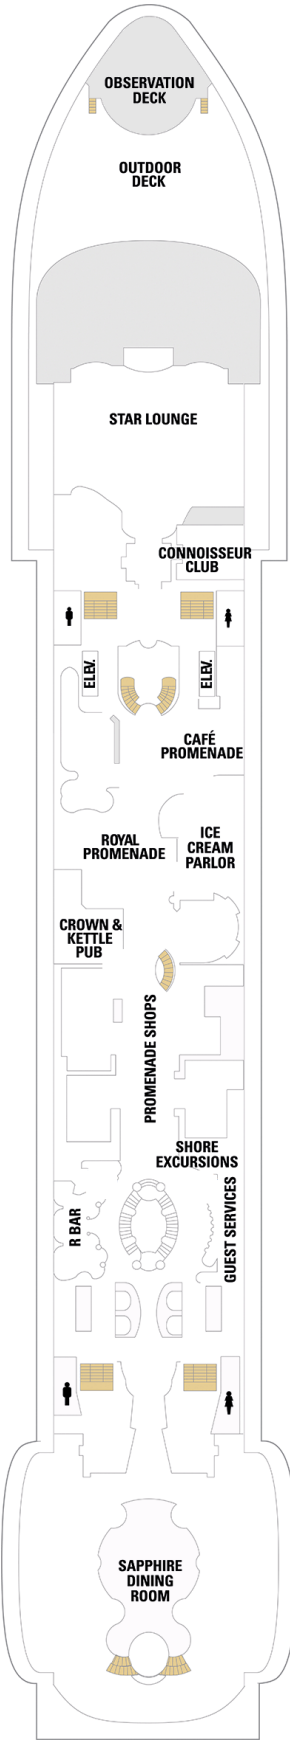 OBSERVATION
DECK
OUTDOOR
DECK
STAR LOUNGE
CONNOISSEUR
CLUB
ELEV.
ELEV.
CAFÉ
PROMENADE
ROYAL
PROMENADE
ICE
CREAM
PARLOR
CROWN &
KETTLE
PUB
PROMENADE SHOPS
SHORE
EXCURSIONS
R BAR
GUEST SERVICES
SAPPHIRE
DINING
ROOM